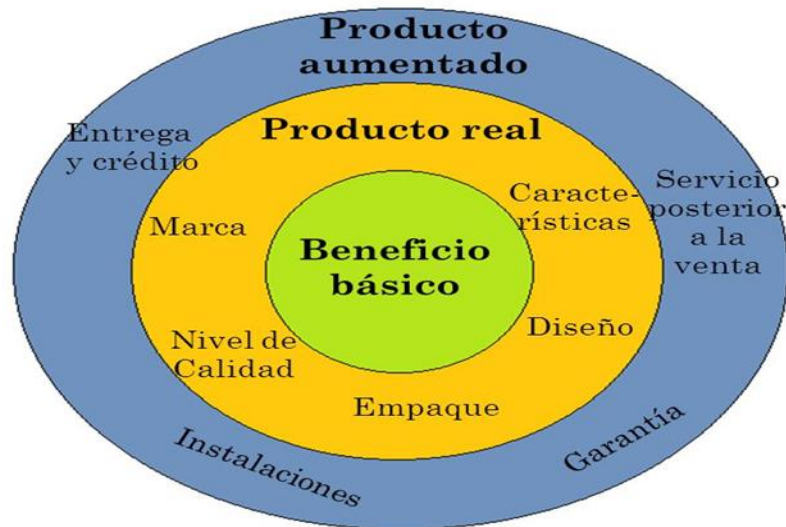 Producto
aumentado
Entrega
y crédito
Producto real
Marca
Caracte-
rísticas
Servicio
posterior
a la
venta
Beneficio
básico
Nivel de
Calidad
Diseño
Empaque
Instalaciones
Garantía